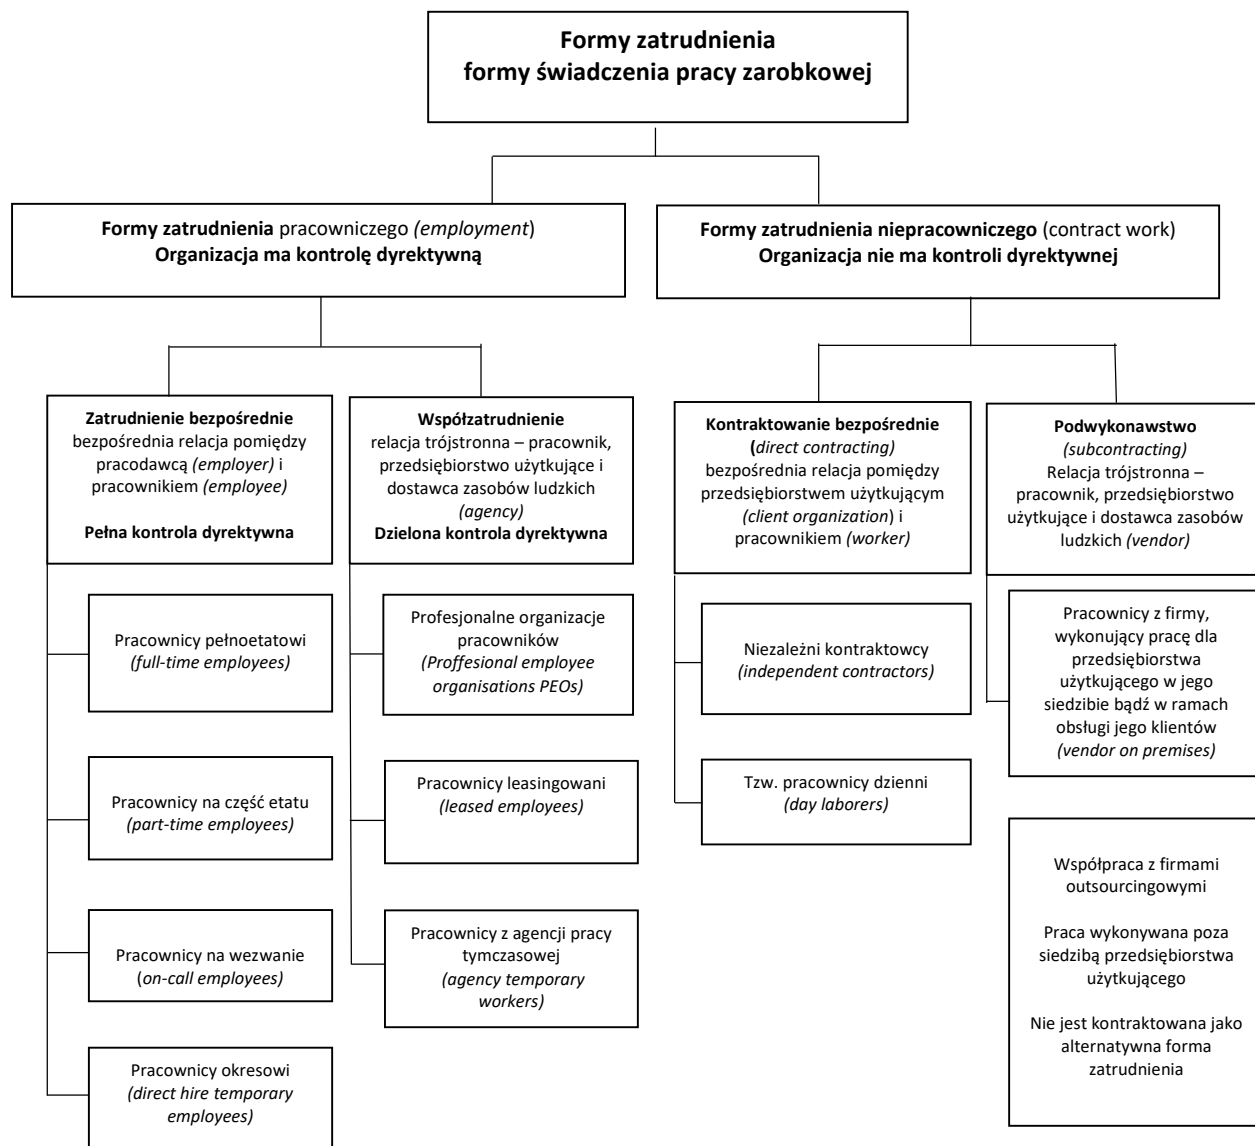 Formy zatrudnienia
formy świadczenia pracy zarobkowej
Formy zatrudnienia pracowniczego (employment)
Organizacja ma kontrolę dyrektywną
Formy zatrudnienia niepracowniczego (contract work)
Organizacja nie ma kontroli dyrektywnej
Zatrudnienie bezpośrednie
bezpośrednia relacja pomiędzy
pracodawcą (employer) i
pracownikiem (employee)
Pełna kontrola dyrektywna
Współzatrudnienie
relacja trójstronna – pracownik,
przedsiębiorstwo użytkujące i
dostawca zasobów ludzkich
(agency)
Dzielona kontrola dyrektywna
Kontraktowanie bezpośrednie
(direct contracting)
bezpośrednia relacja pomiędzy
przedsiębiorstwem użytkującym
(client organization) i
pracownikiem (worker)
Podwykonawstwo
(subcontracting)
Relacja trójstronna –
pracownik, przedsiębiorstwo
użytkujące i dostawca zasobów
ludzkich (vendor)
Pracownicy pełnoetatowi
(full-time employees)
Pracownicy na część etatu
(part-time employees)
Pracownicy na wezwanie
(on-call employees)
Pracownicy okresowi
(direct hire temporary
employees)
Profesjonalne organizacje
pracowników
(Proffesional employee
organisations PEOs)
Pracownicy leasingowani
(leased employees)
Pracownicy z agencji pracy
tymczasowej
(agency temporary
workers)
Niezależni kontraktowcy
(independent contractors)
Tzw. pracownicy dzienni
(day laborers)
Pracownicy z firmy,
wykonujący pracę dla
przedsiębiorstwa
użytkującego w jego
siedzibie bądź w ramach
obsługi jego klientów
(vendor on premises)
Współpraca z firmami
outsourcingowymi
Praca wykonywana poza
siedzibą przedsiębiorstwa
użytkującego
Nie jest kontraktowana jako
alternatywna forma
zatrudnienia